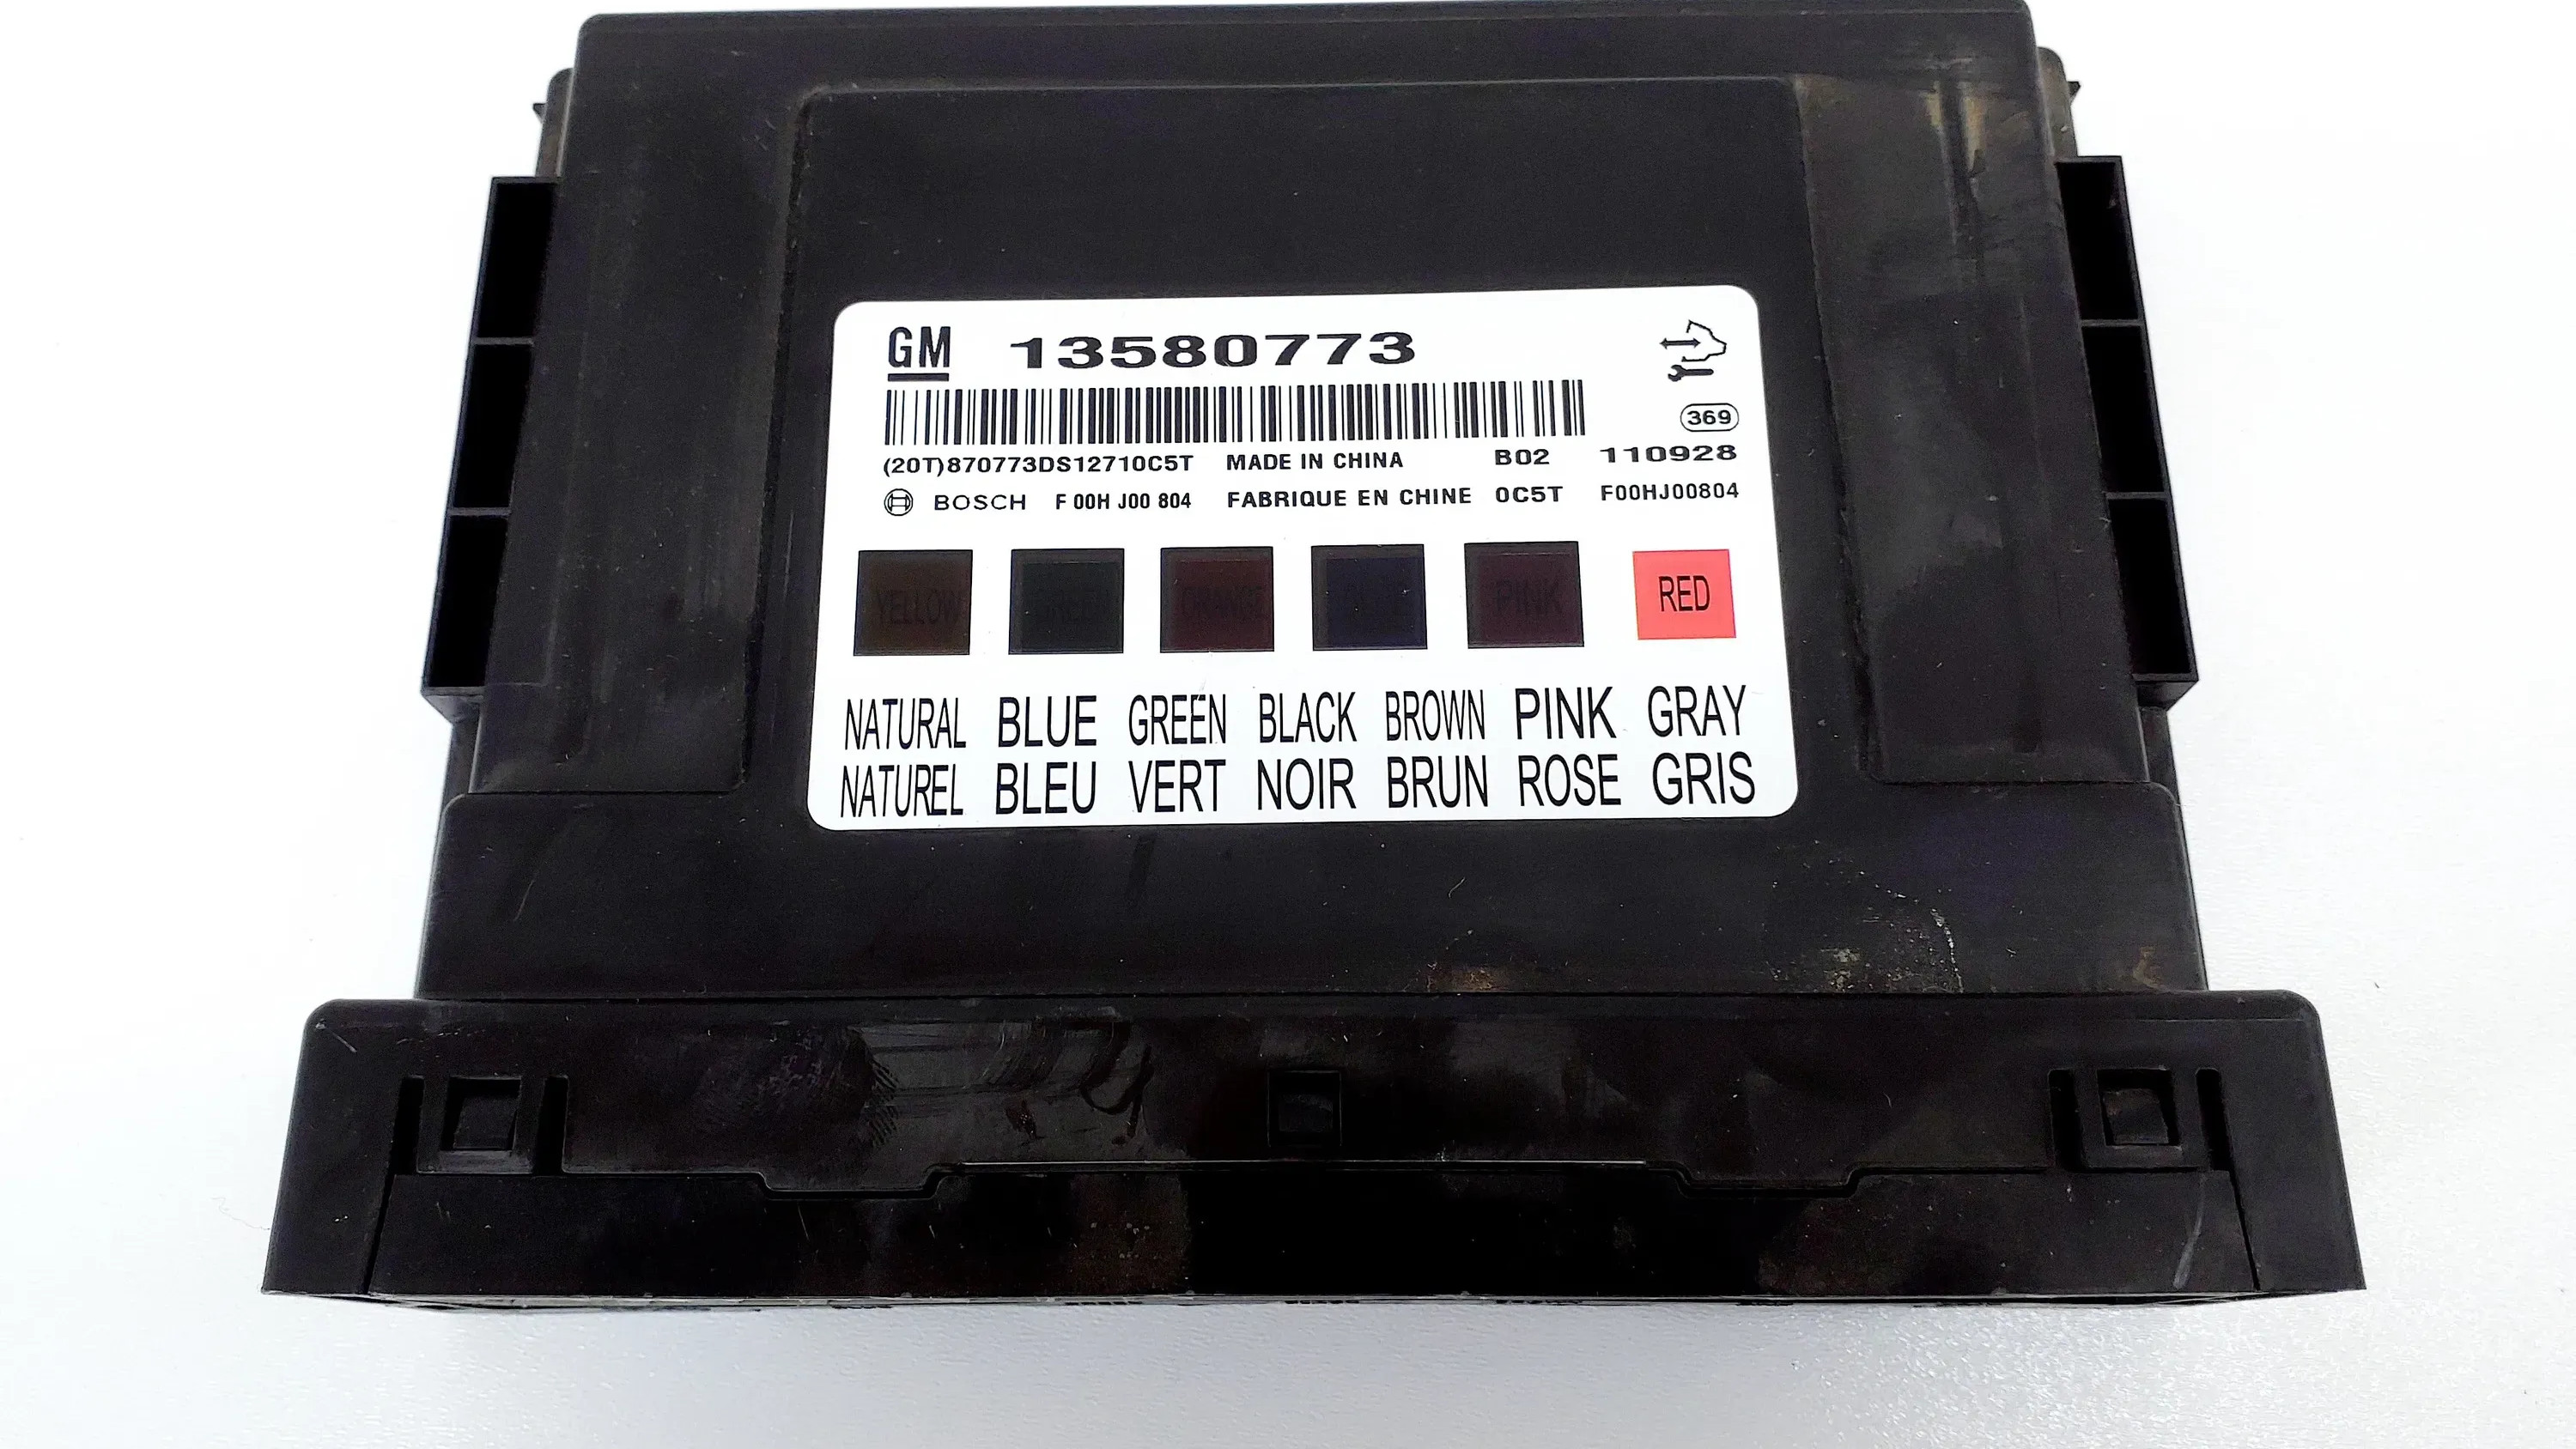 GM 13580773
369
(20T)870773DS12710C5T MADE IN CHINA B02 110928
BOSCH F 00H J00 804 FABRIQUE EN CHINE 0C5T F00HJ00804
YELLOW GREEN ORANGE PINK RED
NATURAL BLUE GREEN BLACK BROWN PINK GRAY
NATUREL BLEU VERT NOIR BRUN ROSE GRIS